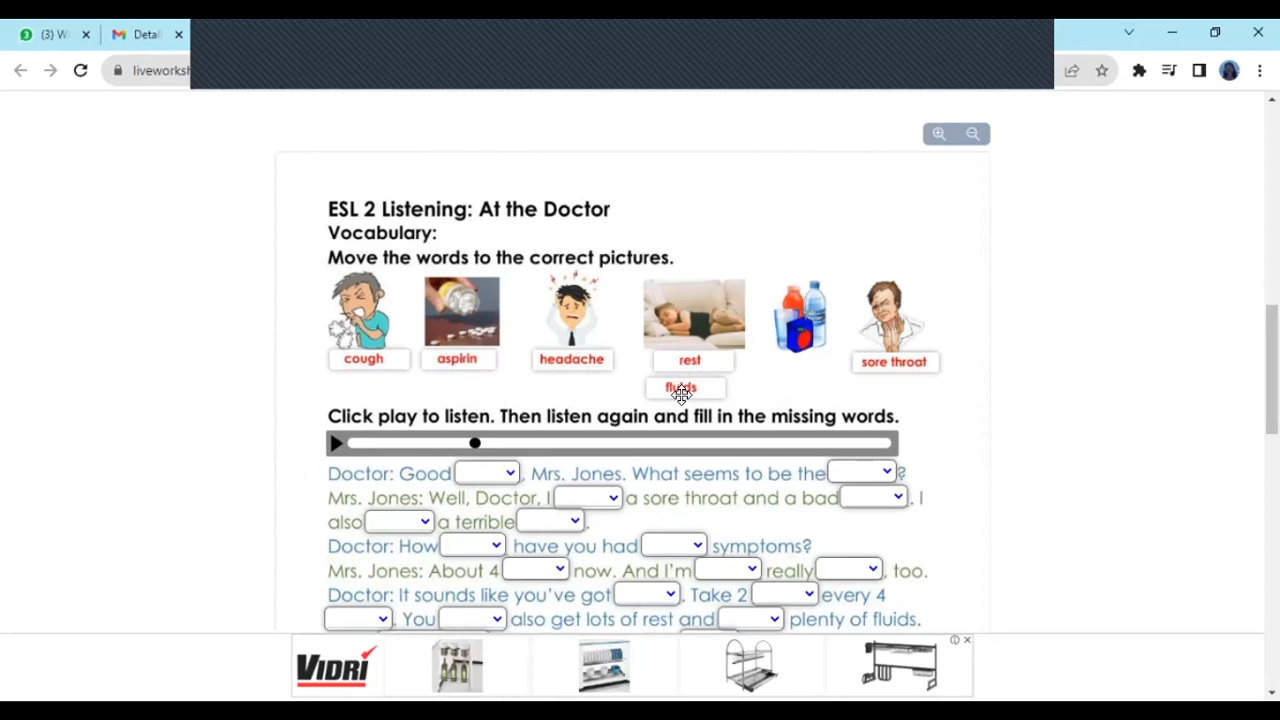 (3) W
Detai
liveworksh
ESL 2 Listening: At the Doctor
Vocabulary:
Move the words to the correct pictures.
cough aspirin headache rest sore throat
fluids
Click play to listen. Then listen again and fill in the missing words.
Doctor: Good , Mrs. Jones. What seems to be the ?
Mrs. Jones: Well, Doctor, I a sore throat and a bad . I
also a terrible .
Doctor: How have you had symptoms?
Mrs. Jones: About 4 now. And I'm really , too.
Doctor: It sounds like you've got . Take 2 every 4
. You also get lots of rest and plenty of fluids.
VIDRI